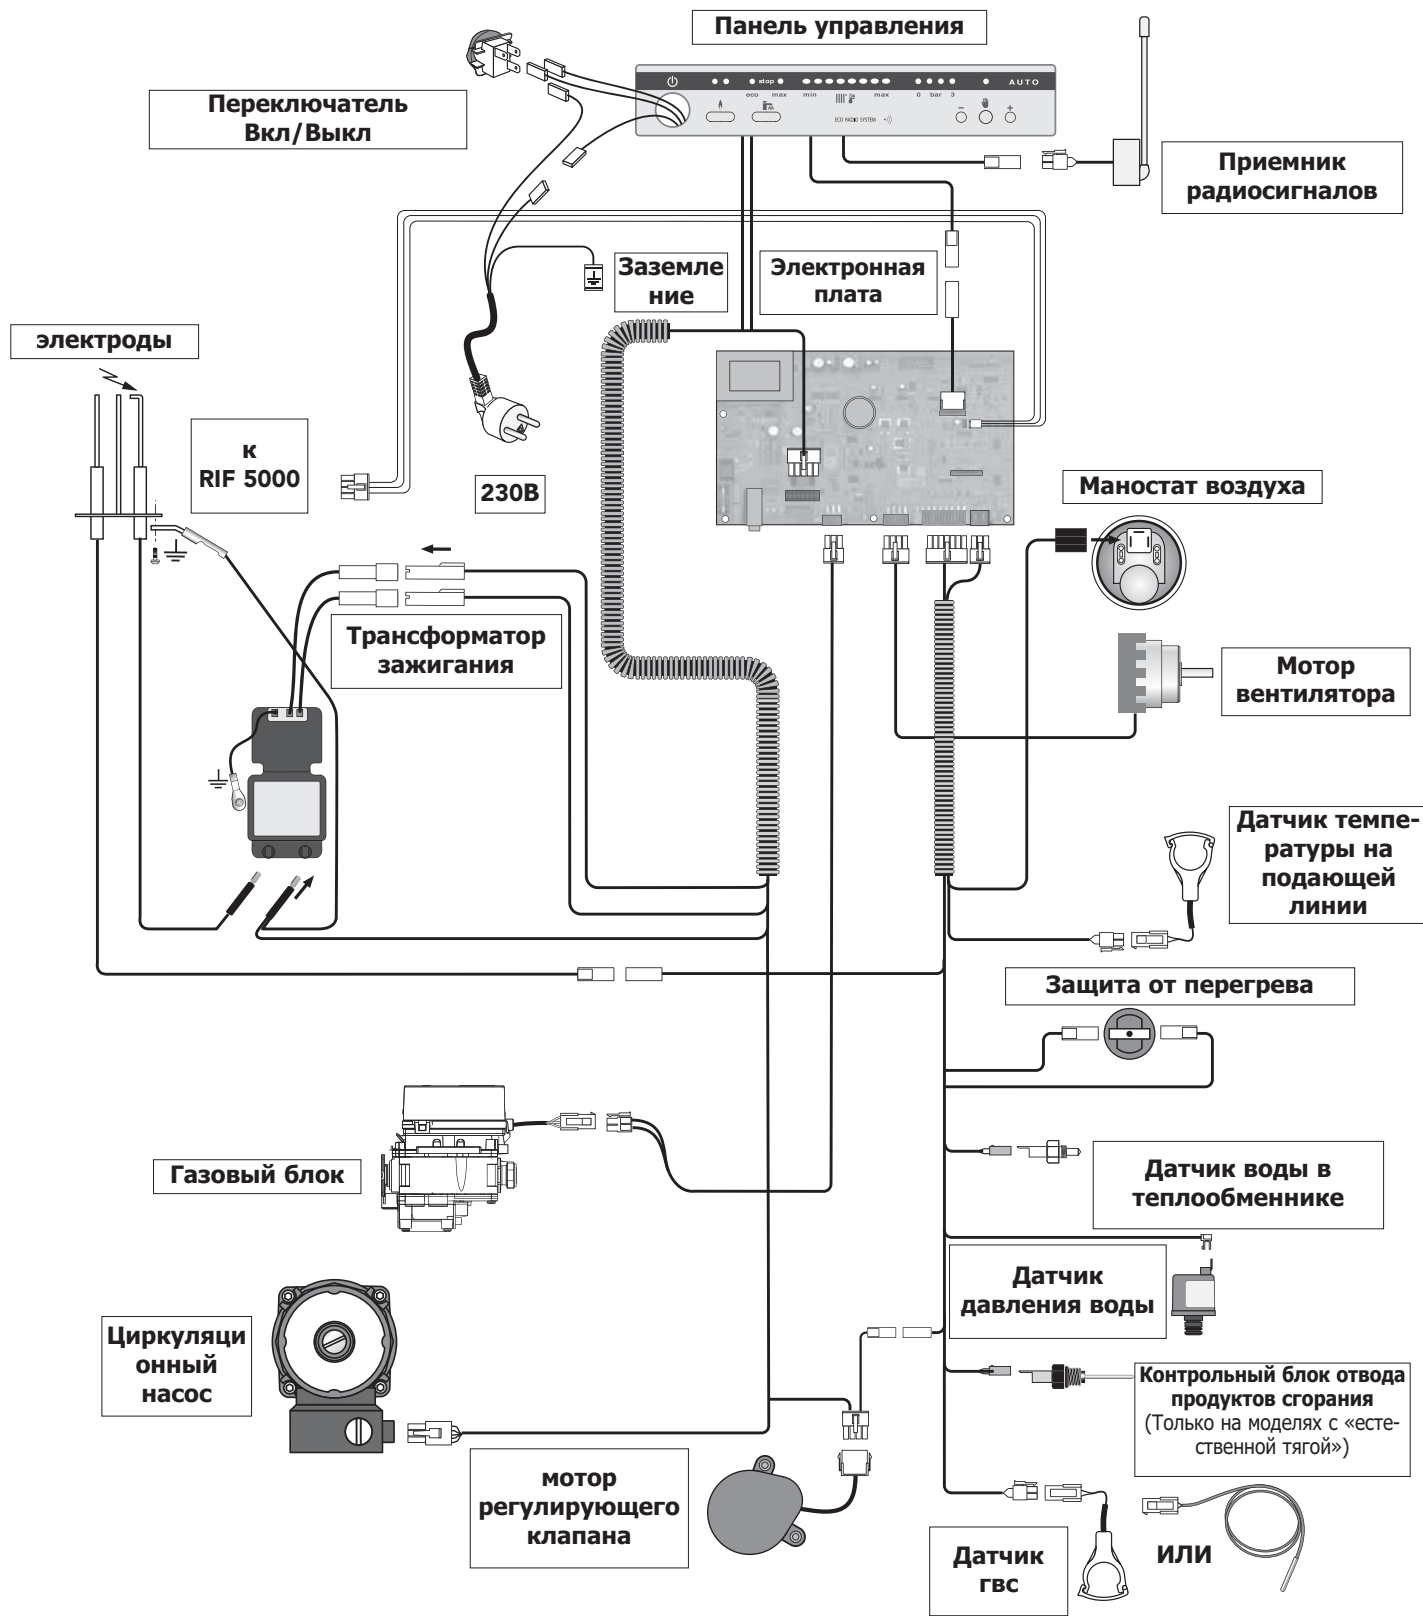 Панель управления
Переключатель
Вкл/Выкл
stop
AUTO
eco max min max 0 bar 3
ECO RADIO SYSTEM
Приемник
радиосигналов
Заземле
ние
Электронная
плата
электроды
к
RIF 5000
230В
Маностат воздуха
Трансформатор
зажигания
Мотор
вентилятора
Датчик темпе-
ратуры на
подающей
линии
Защита от перегрева
Газовый блок
Датчик воды в
теплообменнике
Датчик
давления воды
Циркуляци
онный
насос
Контрольный блок отвода
продуктов сгорания
(Только на моделях с «есте-
ственной тягой»)
мотор
регулирующего
клапана
Датчик
гвс
ИЛИ